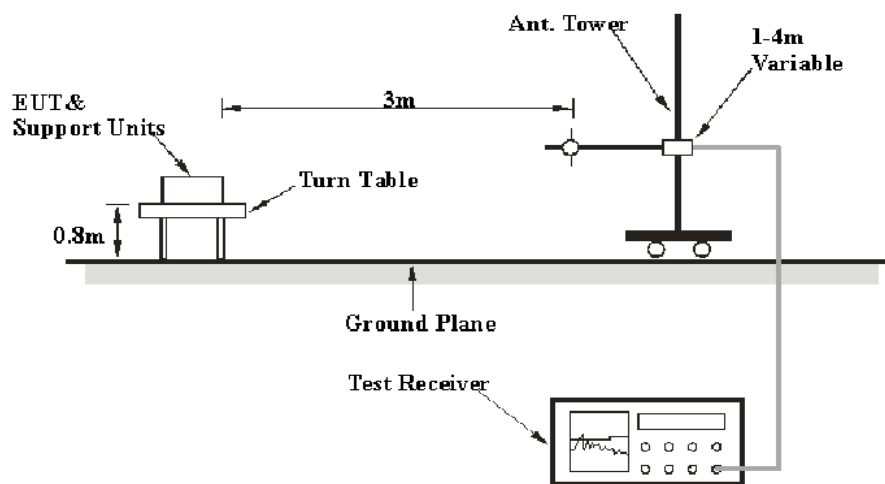 Ant. Tower
1-4m
Variable
3m
EUT&
Support Units
Turn Table
0.8m
Ground Plane
Test Receiver